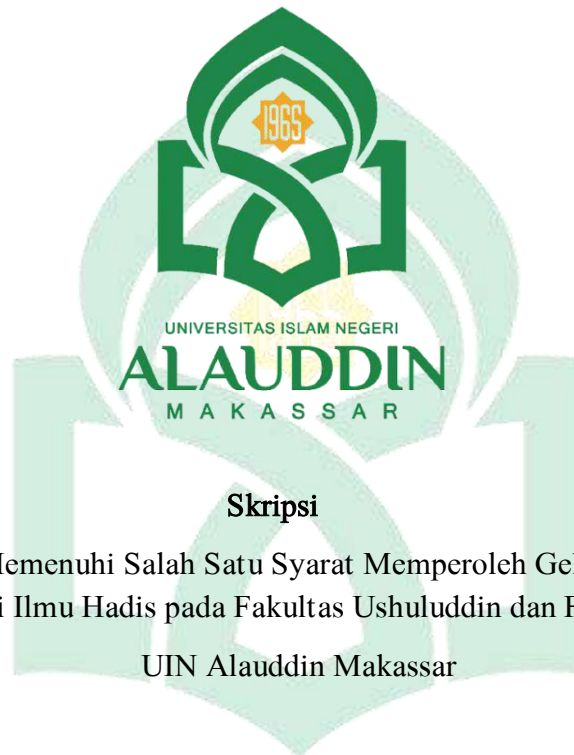 1965
UNIVERSITAS ISLAM NEGERI
ALAUDDIN
MAKASSAR
Skripsi
Memenuhi Salah Satu Syarat Memperoleh
Ilmu Hadis pada Fakultas Ushuluddin dan
UIN Alauddin Makassar